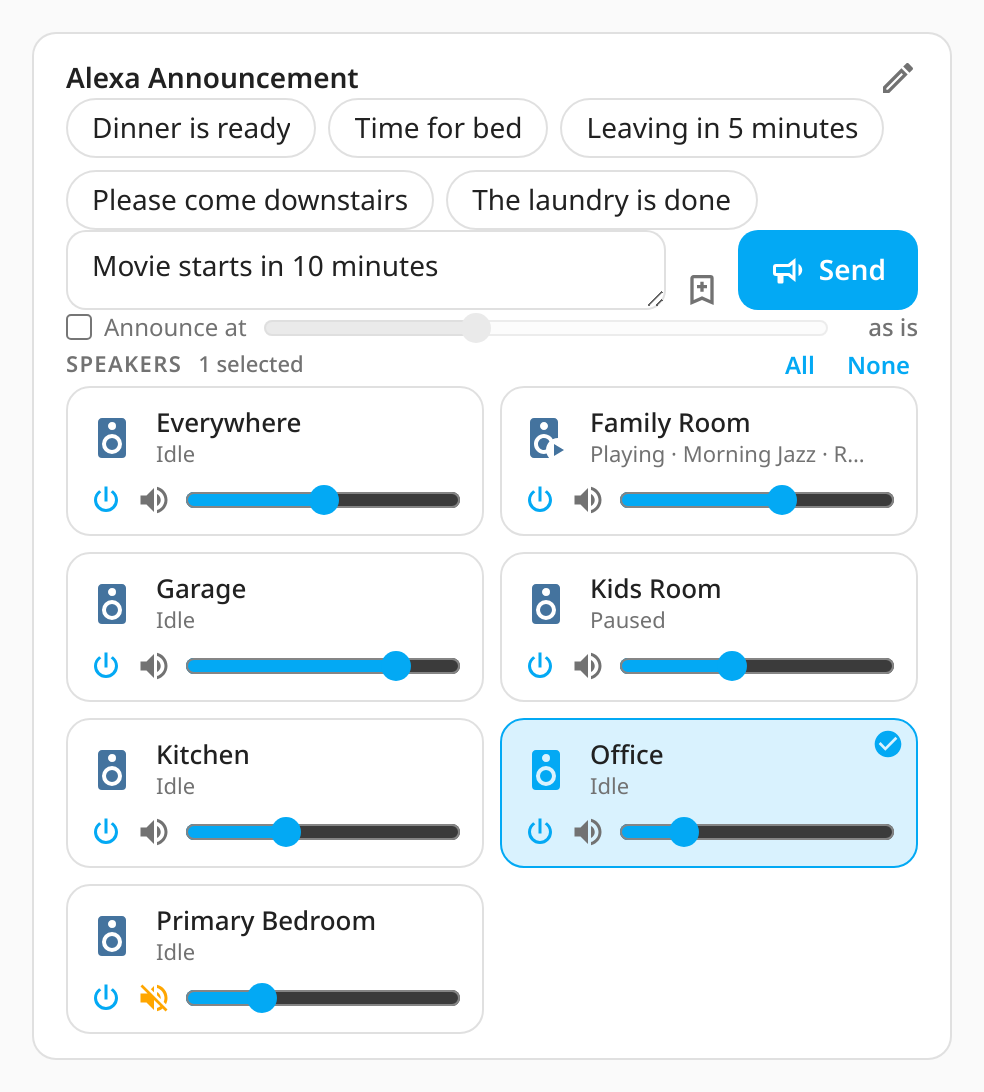 Alexa Announcement
Dinner is ready Time for bed Leaving in 5 minutes
Please come downstairs The laundry is done
Movie starts in 10 minutes Send
Announce at as is
SPEAKERS 1 selected All None
Everywhere
Idle
Family Room
Playing · Morning Jazz · R...
Garage
Idle
Kids Room
Paused
Kitchen
Idle
Office
Idle
Primary Bedroom
Idle